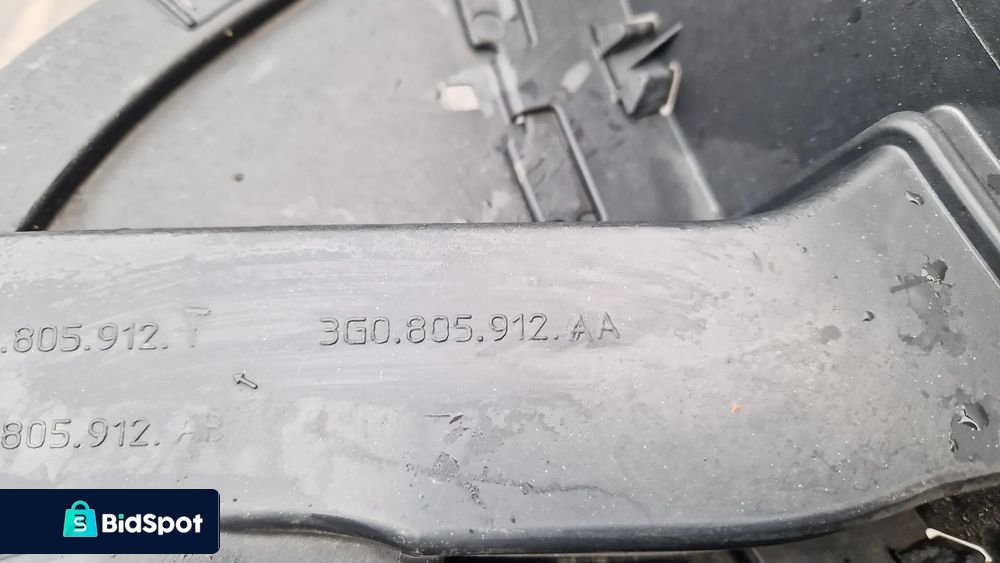 .805.912. T
3G0.805.912.AA
805.912. AB
BidSpot